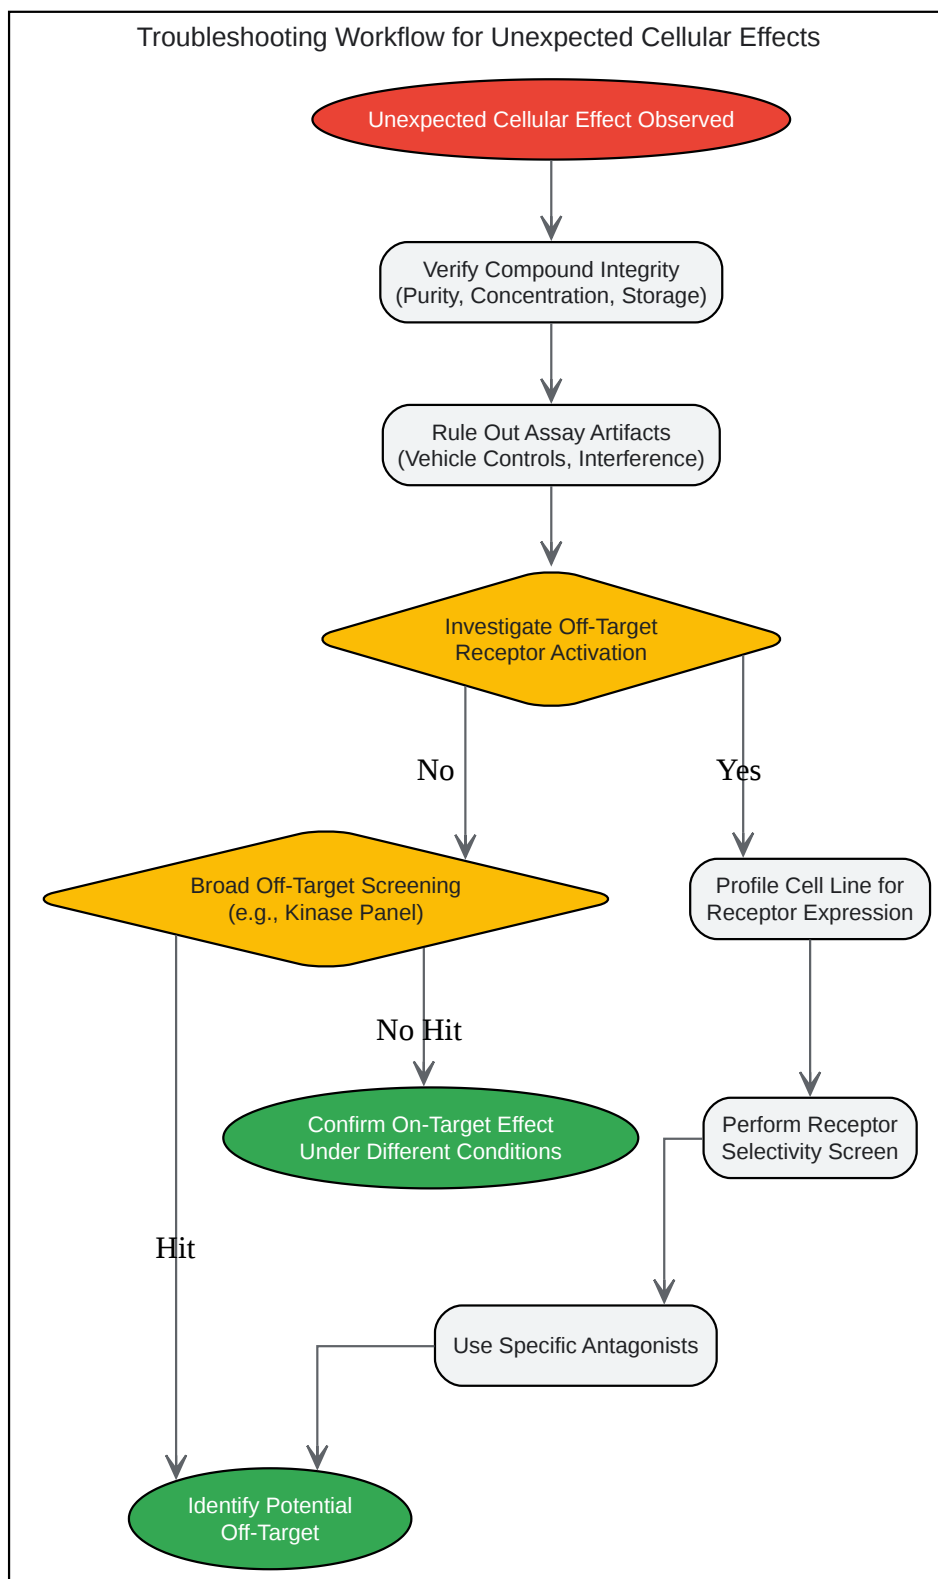 Troubleshooting Workflow for Unexpected Cellular Effects
Unexpected Cellular Effect Observed
Verify Compound Integrity
(Purity, Concentration, Storage)
Rule Out Assay Artifacts
(Vehicle Controls, Interference)
Investigate Off-Target
Receptor Activation
No
Yes
Broad Off-Target Screening
(e.g., Kinase Panel)
Profile Cell Line for
Receptor Expression
No Hit
Confirm On-Target Effect
Under Different Conditions
Perform Receptor
Selectivity Screen
Hit
Use Specific Antagonists
Identify Potential
Off-Target